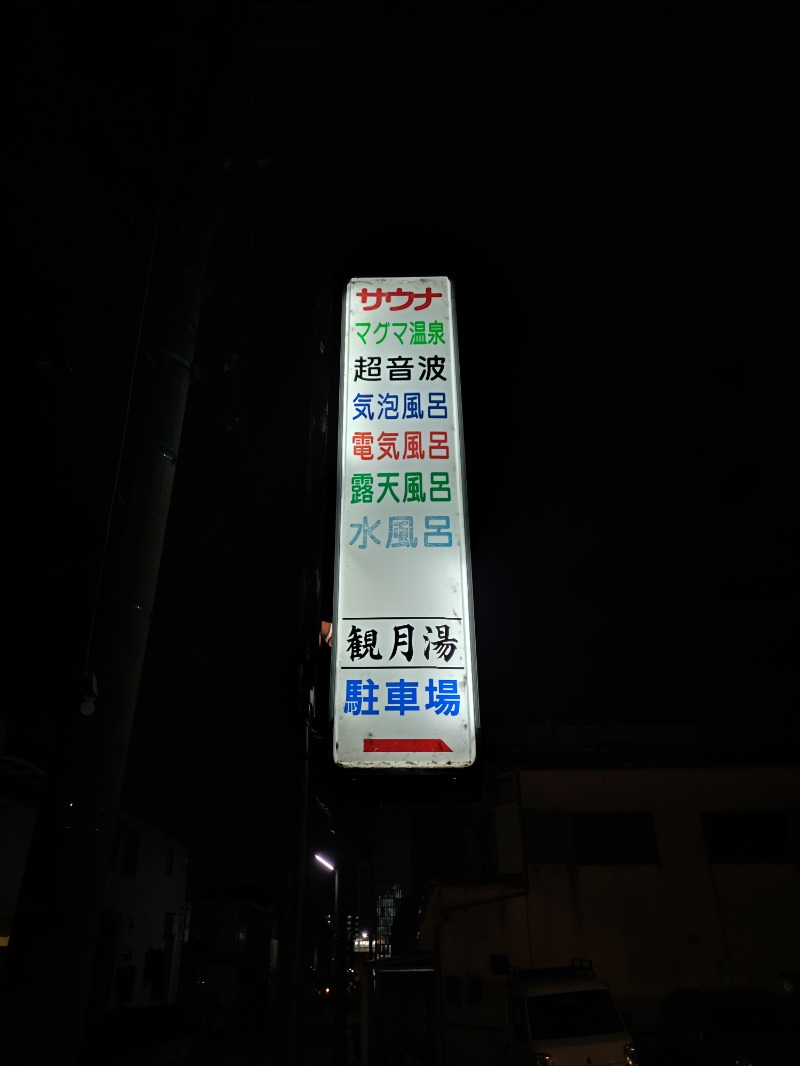 サウナ
マグマ温泉
超音波
気泡風呂
電気風呂
露天風呂
水風呂
観月湯
駐車場